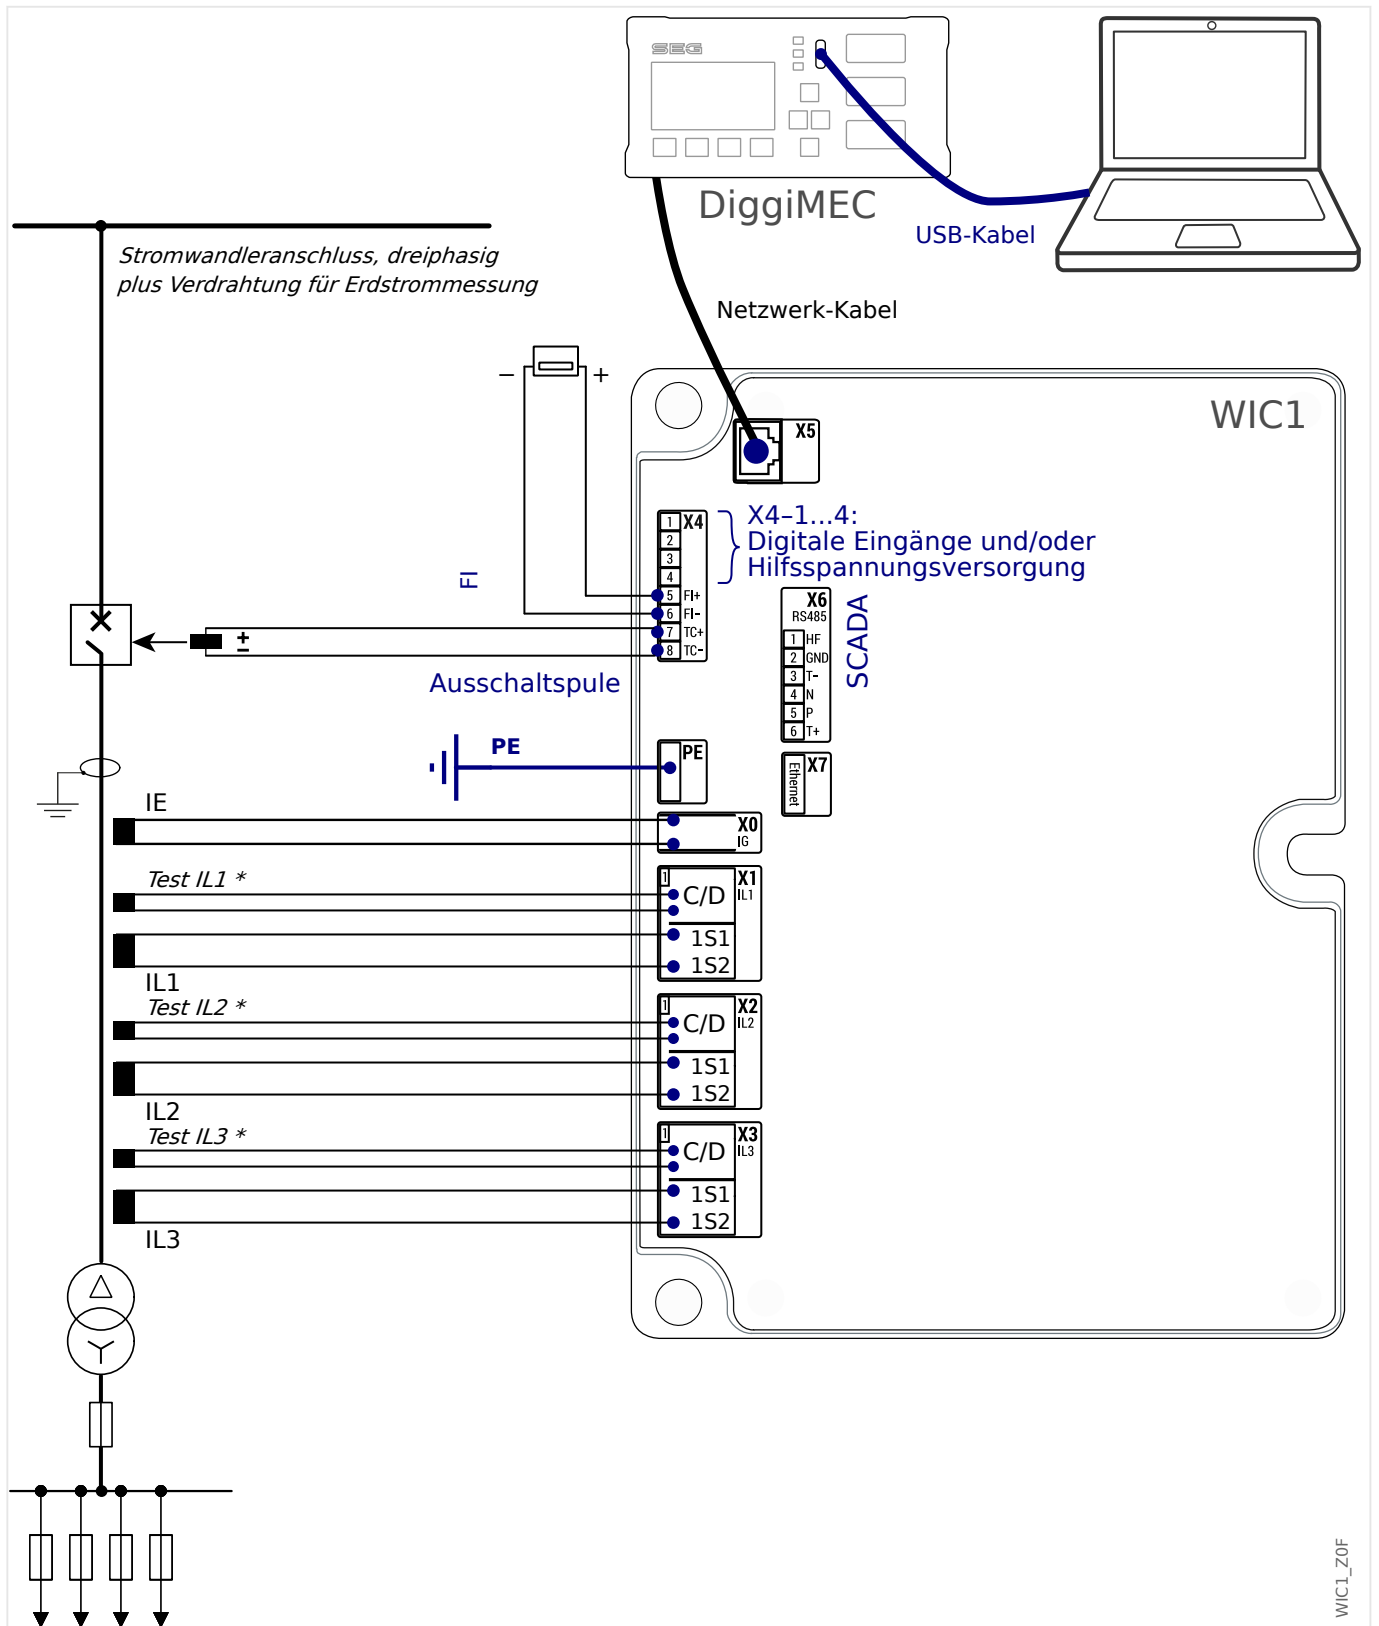 SEG
DiggiMEC
USB-Kabel
Stromwandleranschluss, dreiphasig
plus Verdrahtung für Erdstrommessung
Netzwerk-Kabel
− +
WIC1
X5
X4–1...4:
Digitale Eingänge und/oder
Hilfsspannungsversorgung
X4
1
2
3
4
5 FI+
6 FI−
7 TC+
8 TC−
FI
±
Ausschaltspule
X6
RS485
1 HF
2 GND
3 T−
4 N
5 P
6 T+
SCADA
PE
PE
X7
Ethernet
IE
X0
IG
Test IL1 *
1
C/D
X1
IL1
1S1
1S2
IL1
Test IL2 *
1
C/D
X2
IL2
1S1
1S2
IL2
Test IL3 *
1
C/D
X3
IL3
1S1
1S2
IL3
WIC1_Z0F